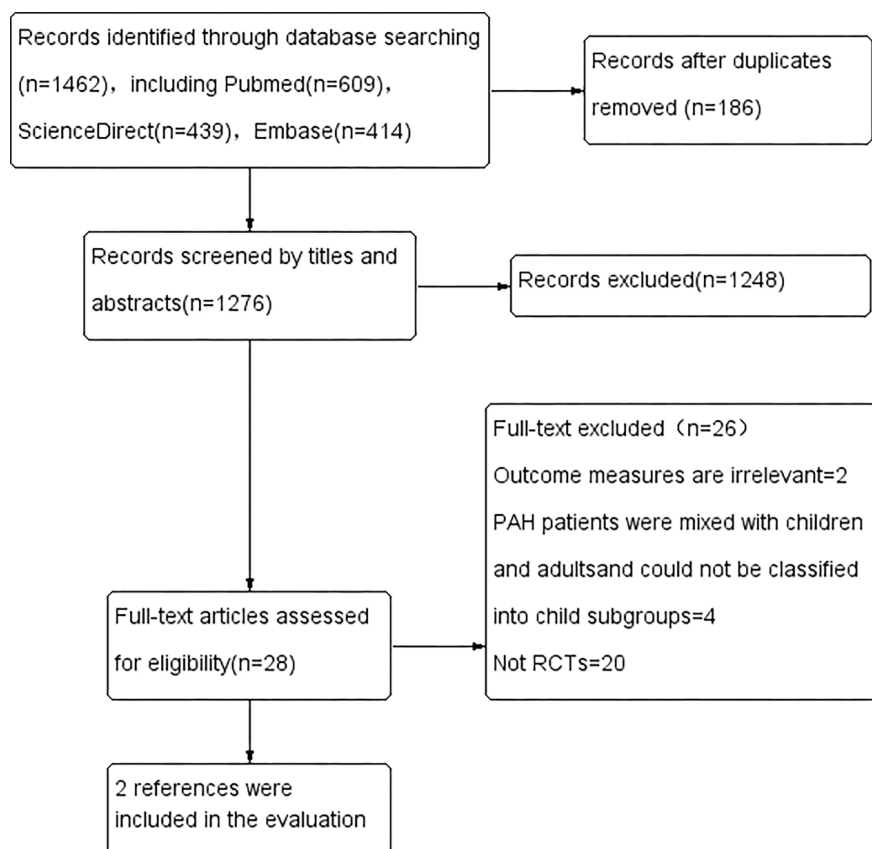 Records identified through database searching
(n=1462)，including Pubmed(n=609),
ScienceDirect(n=439)，Embase(n=414)
Records after duplicates
removed (n=186)
Records screened by titles and
abstracts(n=1276)
Records excluded(n=1248)
Full-text excluded（n=26）
Outcome measures are irrelevant=2
PAH patients were mixed with children
and adultsand could not be classified
into child subgroups=4
Not RCTs=20
Full-text articles assessed
for eligibility(n=28)
2 references were
included in the evaluation